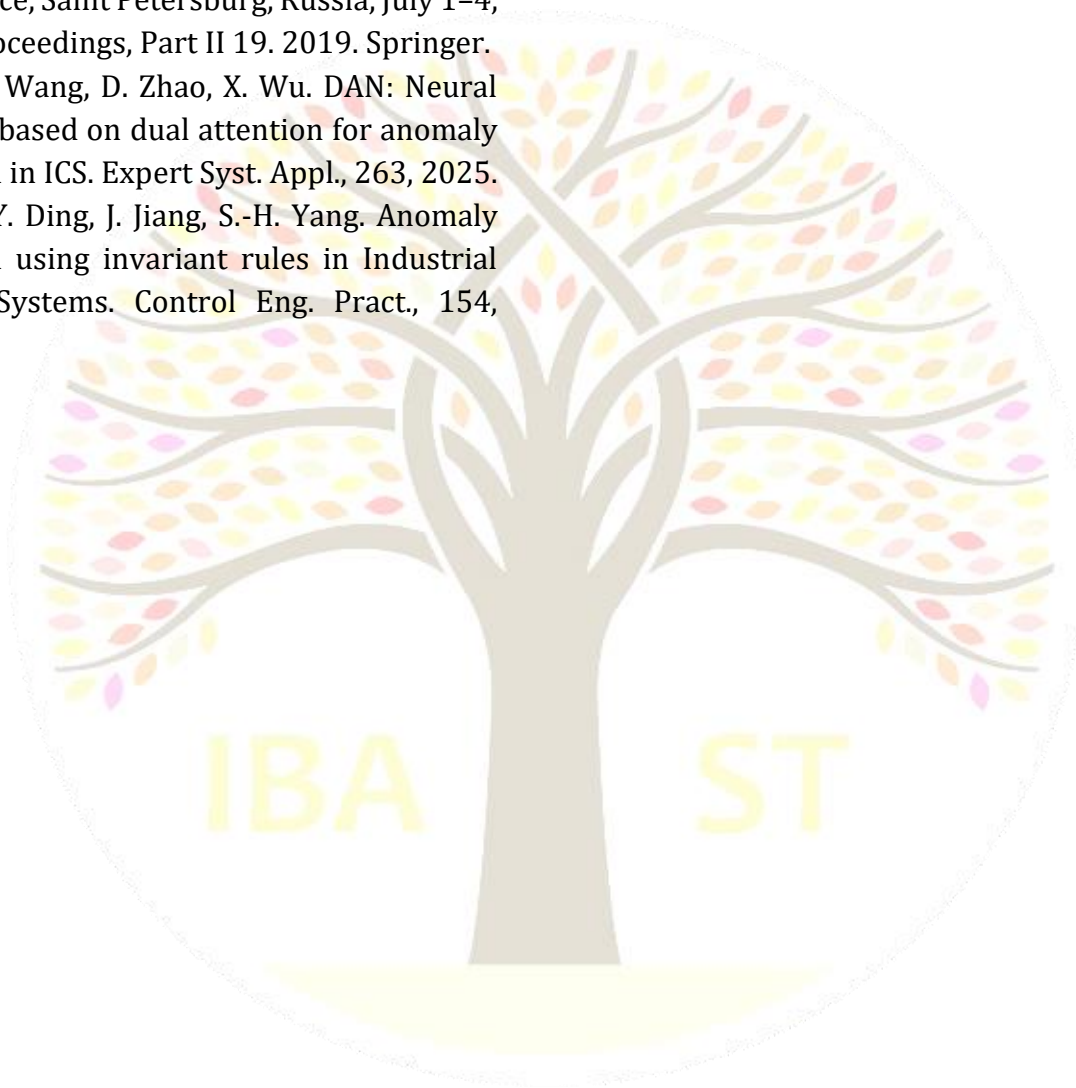 ce, Saint Petersburg, Russia, July 1–4,
oceedings, Part II 19. 2019. Springer.
Wang, D. Zhao, X. Wu. DAN: Neural
based on dual attention for anomaly
in ICS. Expert Syst. Appl., 263, 2025.
Y. Ding, J. Jiang, S.-H. Yang. Anomaly
using invariant rules in Industrial
Systems. Control Eng. Pract., 154,
IBA ST